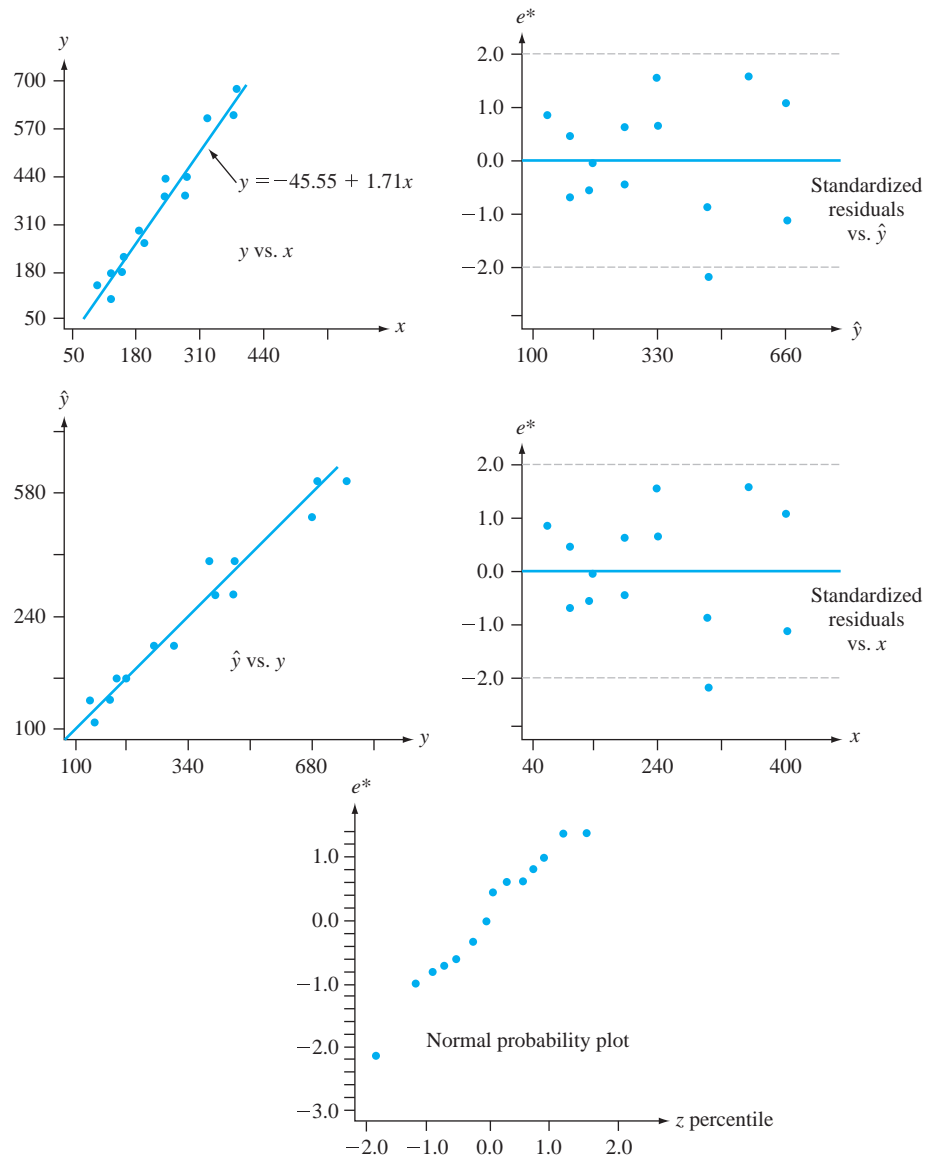 y
700
570
440
310
180
50
50 180 310 440
x
y = −45.55 + 1.71x
y vs. x
e*
2.0
1.0
0.0
−1.0
−2.0
100 330 660
ŷ
Standardized
residuals
vs. ŷ
ŷ
580
240
100
100 340 680
y
ŷ vs. y
e*
2.0
1.0
0.0
−1.0
−2.0
40 240 400
x
Standardized
residuals
vs. x
e*
1.0
0.0
−1.0
−2.0
−3.0
−2.0 −1.0 0.0 1.0 2.0
z percentile
Normal probability plot